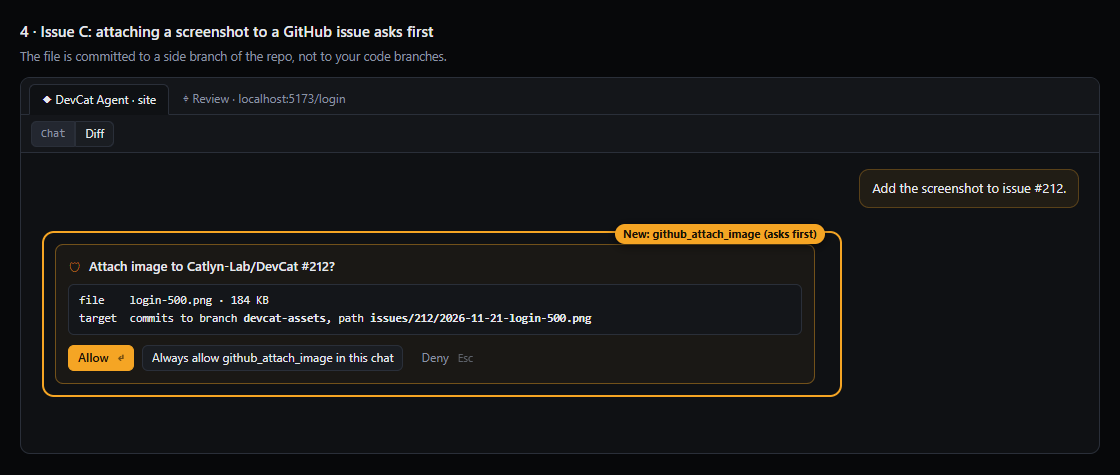 4 · Issue C: attaching a screenshot to a GitHub issue asks first
The file is committed to a side branch of the repo, not to your code branches.
DevCat Agent · site
Review · localhost:5173/login
Chat
Diff
Add the screenshot to issue #212.
New: github_attach_image (asks first)
Attach image to Catlyn-Lab/DevCat #212?
file login-500.png · 184 KB
target commits to branch devcat-assets, path issues/212/2026-11-21-login-500.png
Allow ↵
Always allow github_attach_image in this chat
Deny Esc